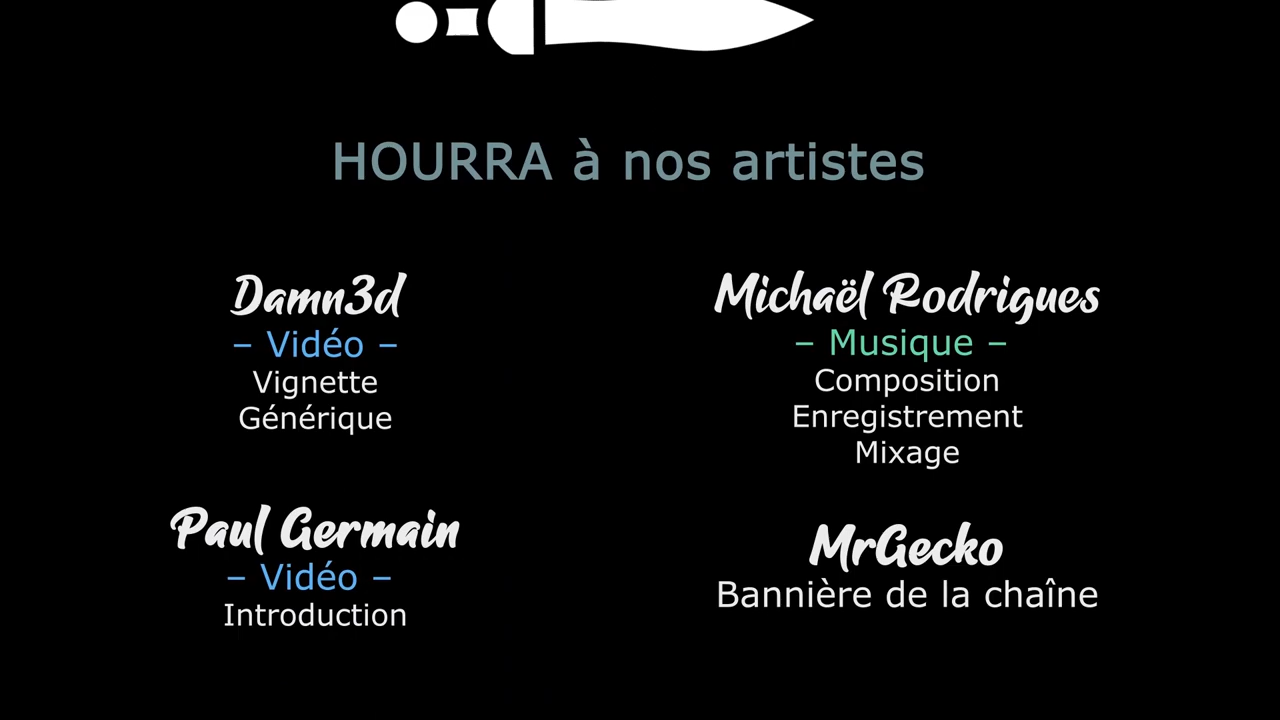 HOURRA à nos artistes
Damn3d
– Vidéo –
Vignette
Générique
Michaël Rodrigues
– Musique –
Composition
Enregistrement
Mixage
Paul Germain
– Vidéo –
Introduction
MrGecko
Bannière de la chaîne